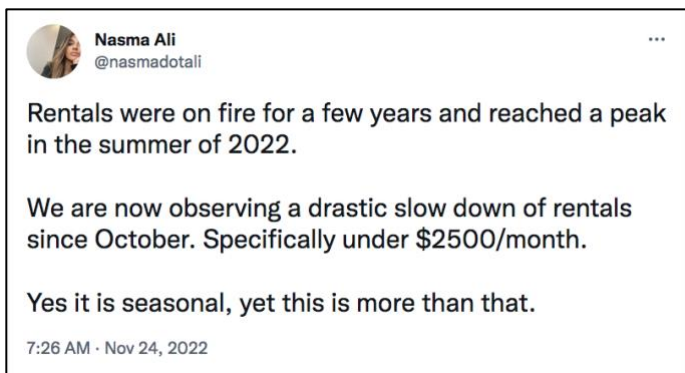 Nasma Ali
@nasmadotali
Rentals were on fire for a few years and reached a peak
in the summer of 2022.
We are now observing a drastic slow down of rentals
since October. Specifically under $2500/month.
Yes it is seasonal, yet this is more than that.
7:26 AM · Nov 24, 2022